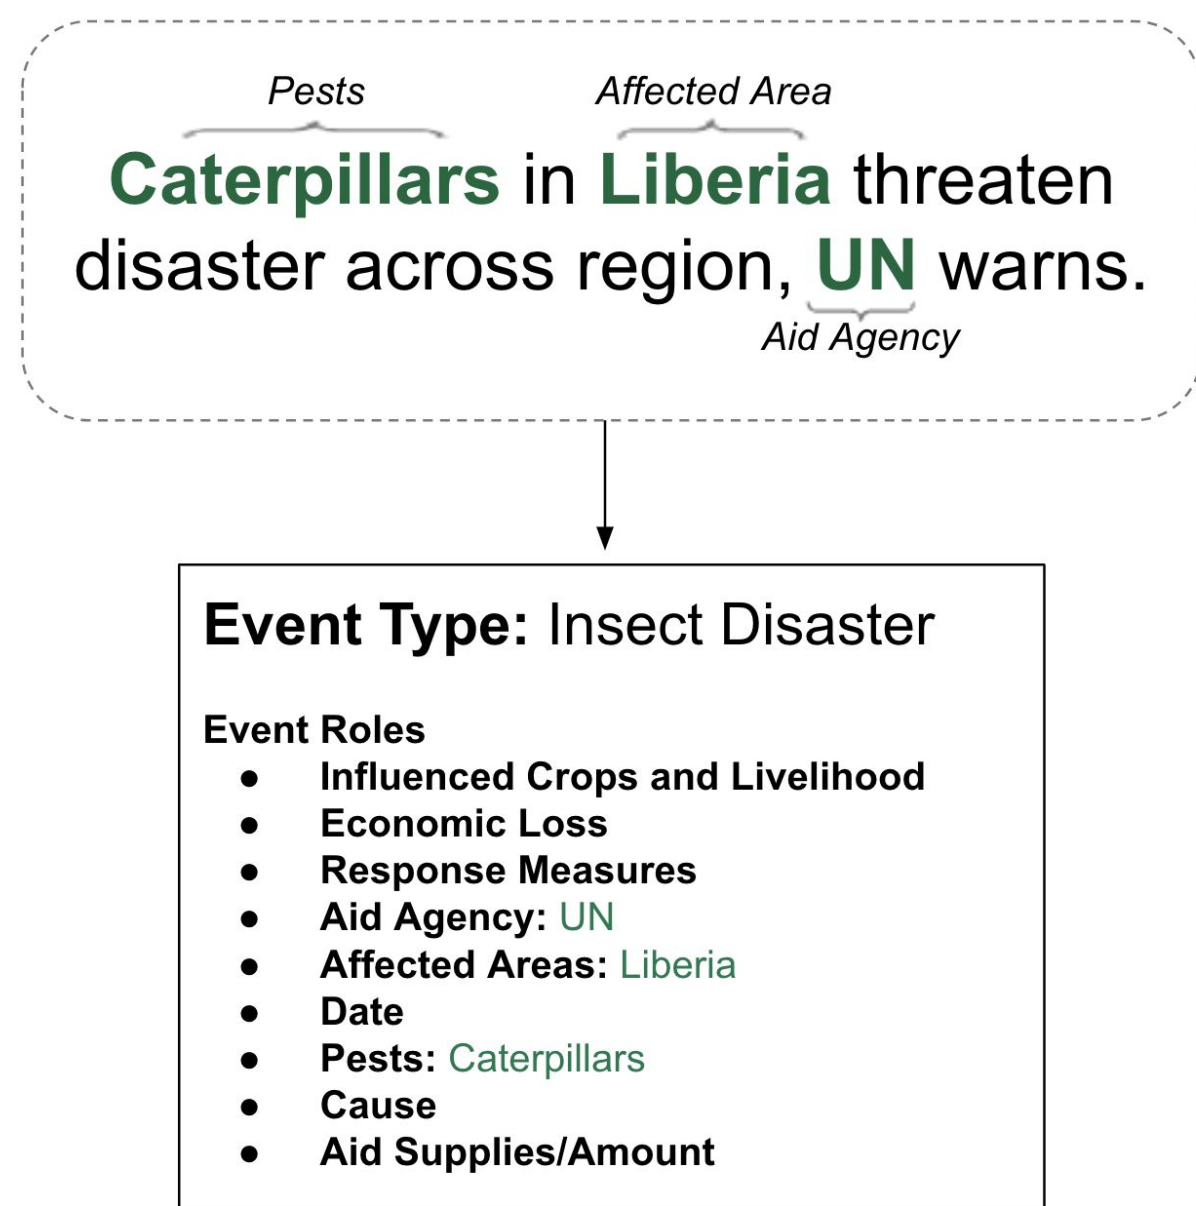 Pests Affected Area
Caterpillars in Liberia threaten
disaster across region, UN warns.
Aid Agency
Event Type: Insect Disaster
Event Roles
● Influenced Crops and Livelihood
● Economic Loss
● Response Measures
● Aid Agency: UN
● Affected Areas: Liberia
● Date
● Pests: Caterpillars
● Cause
● Aid Supplies/Amount